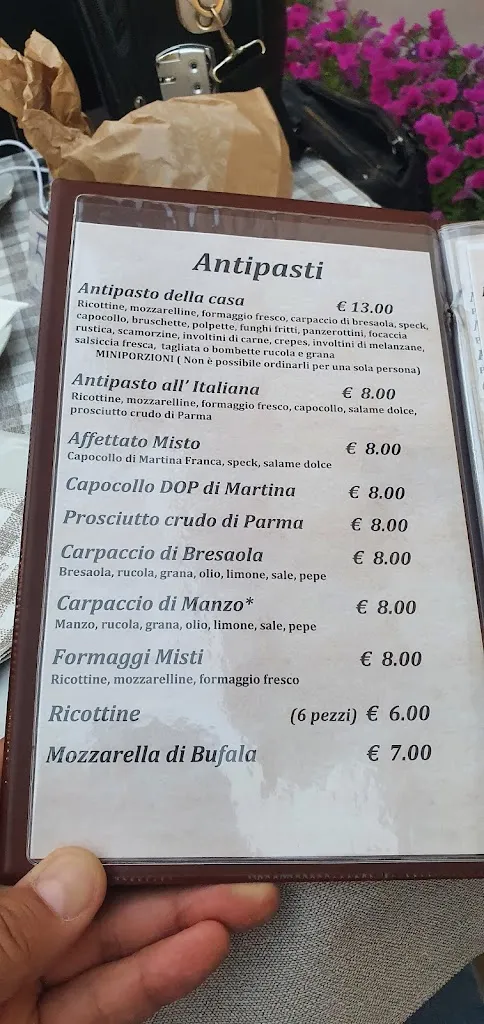 Antipasti
Antipasto della casa € 13.00
Ricottine, mozzarelline, formaggio fresco, carpaccio di bresaola, speck,
capocollo, bruschette, polpette, funghi fritti, panzerottini, focaccia
rustica, scamorzine, involtini di carne, crepes, involtini di melanzane,
salsiccia fresca, tagliata o bombette rucola e grana
MINIPORZIONI ( Non è possibile ordinarli per una sola persona)
Antipasto all' Italiana € 8.00
Ricottine, mozzarelline, formaggio fresco, capocollo, salame dolce,
prosciutto crudo di Parma
Affettato Misto € 8.00
Capocollo di Martina Franca, speck, salame dolce
Capocollo DOP di Martina € 8.00
Prosciutto crudo di Parma € 8.00
Carpaccio di Bresaola € 8.00
Bresaola, rucola, grana, olio, limone, sale, pepe
Carpaccio di Manzo* € 8.00
Manzo, rucola, grana, olio, limone, sale, pepe
Formaggi Misti € 8.00
Ricottine, mozzarelline, formaggio fresco
Ricottine (6 pezzi) € 6.00
Mozzarella di Bufala € 7.00